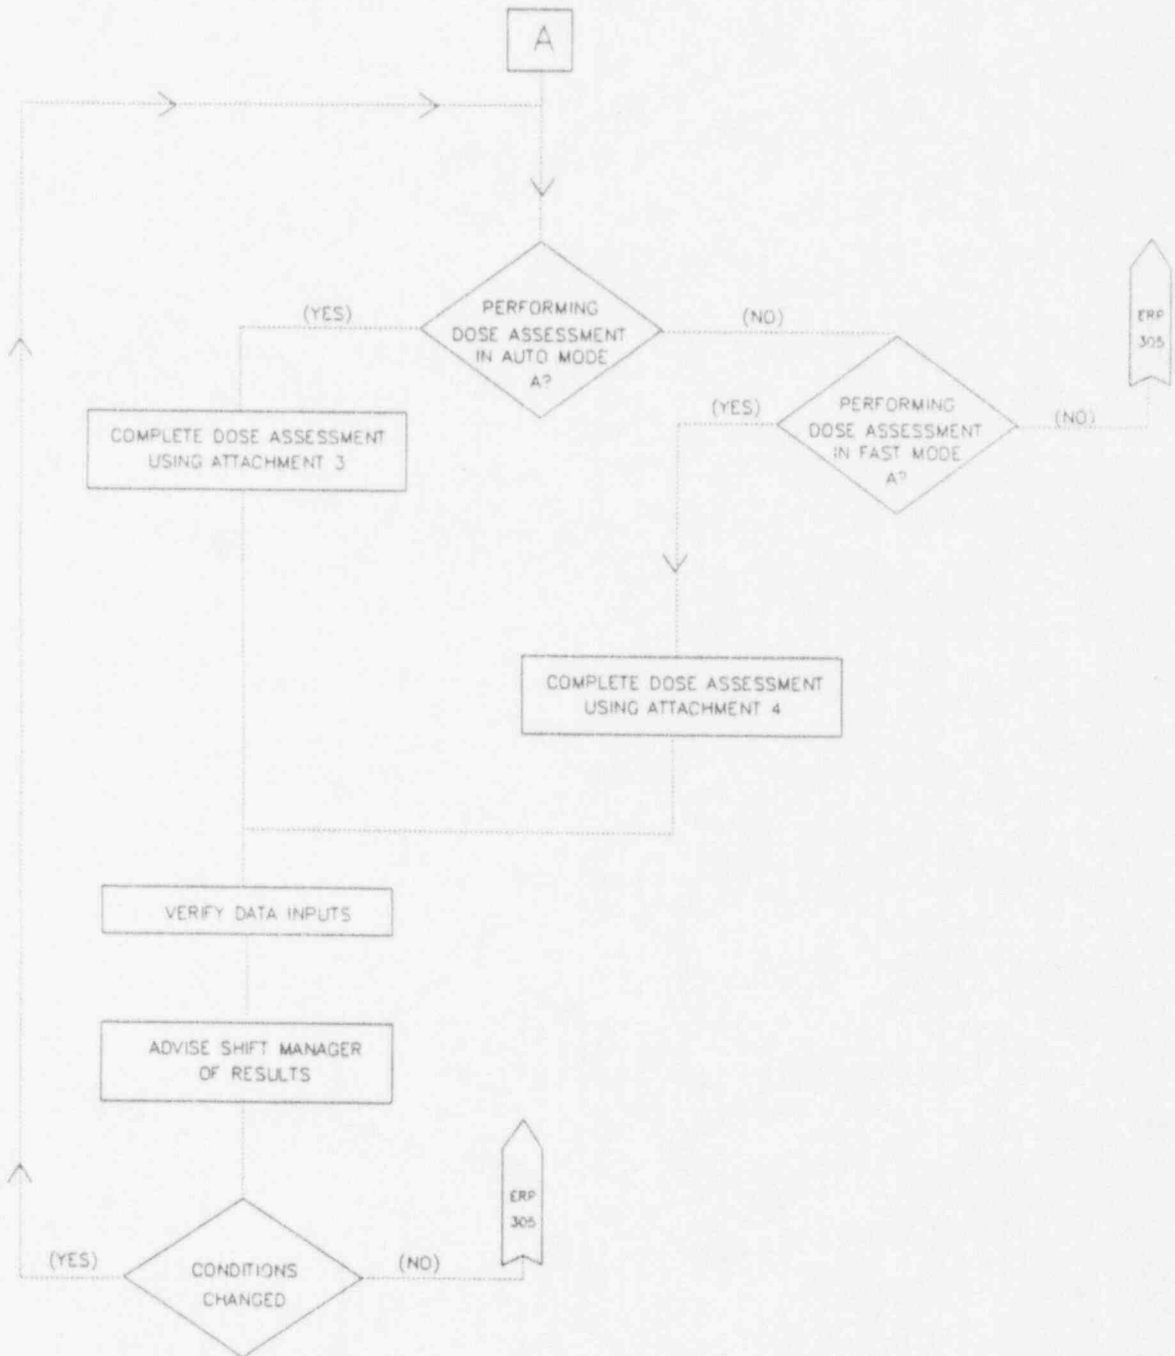 A
PERFORMING
DOSE ASSESSMENT
IN AUTO MODE
A?
(YES)
(NO)
COMPLETE DOSE ASSESSMENT
USING ATTACHMENT 3
PERFORMING
DOSE ASSESSMENT
IN FAST MODE
A?
(YES)
(NO)
ERP
305
COMPLETE DOSE ASSESSMENT
USING ATTACHMENT 4
VERIFY DATA INPUTS
ADVISE SHIFT MANAGER
OF RESULTS
CONDITIONS
CHANGED
(YES)
(NO)
ERP
305